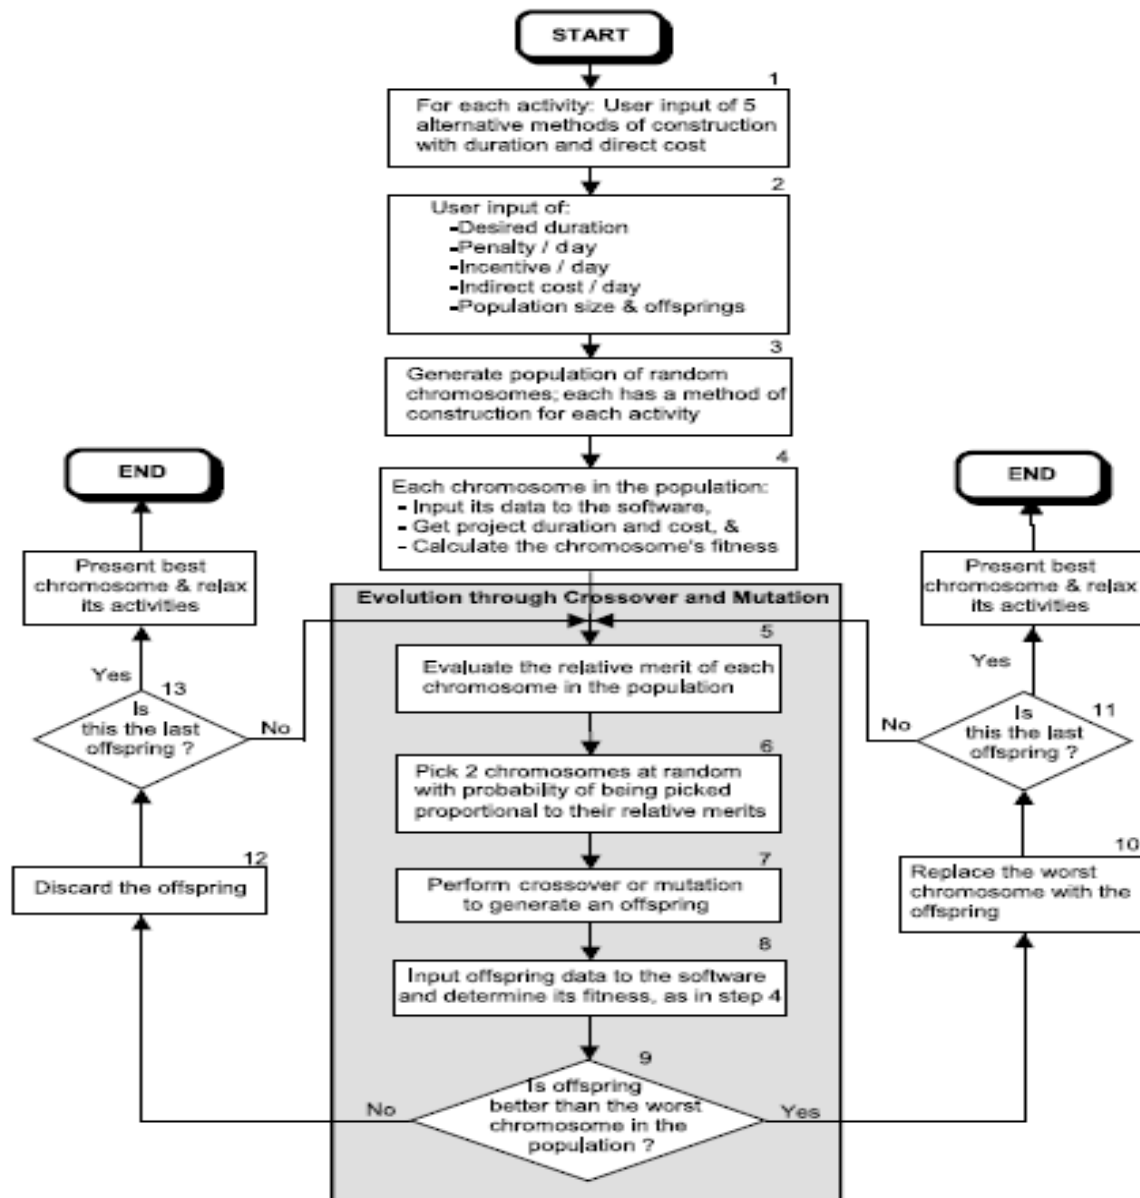 START
1
For each activity: User input of 5
alternative methods of construction
with duration and direct cost
2
User input of:
-Desired duration
-Penalty / day
-Incentive / day
-Indirect cost / day
-Population size & offsprings
3
Generate population of random
chromosomes; each has a method of
construction for each activity
4
Each chromosome in the population:
- Input its data to the software,
- Get project duration and cost, &
- Calculate the chromosome's fitness
END
Present best
chromosome & relax
its activities
Yes
13
Is
this the last
offspring ?
No
12
Discard the offspring
Evolution through Crossover and Mutation
5
Evaluate the relative merit of each
chromosome in the population
6
Pick 2 chromosomes at random
with probability of being picked
proportional to their relative merits
7
Perform crossover or mutation
to generate an offspring
8
Input offspring data to the software
and determine its fitness, as in step 4
9
Is offspring
better than the worst
chromosome in the
population ?
No
Yes
END
Present best
chromosome & relax
its activities
Yes
11
Is
this the last
offspring ?
No
10
Replace the worst
chromosome with the
offspring